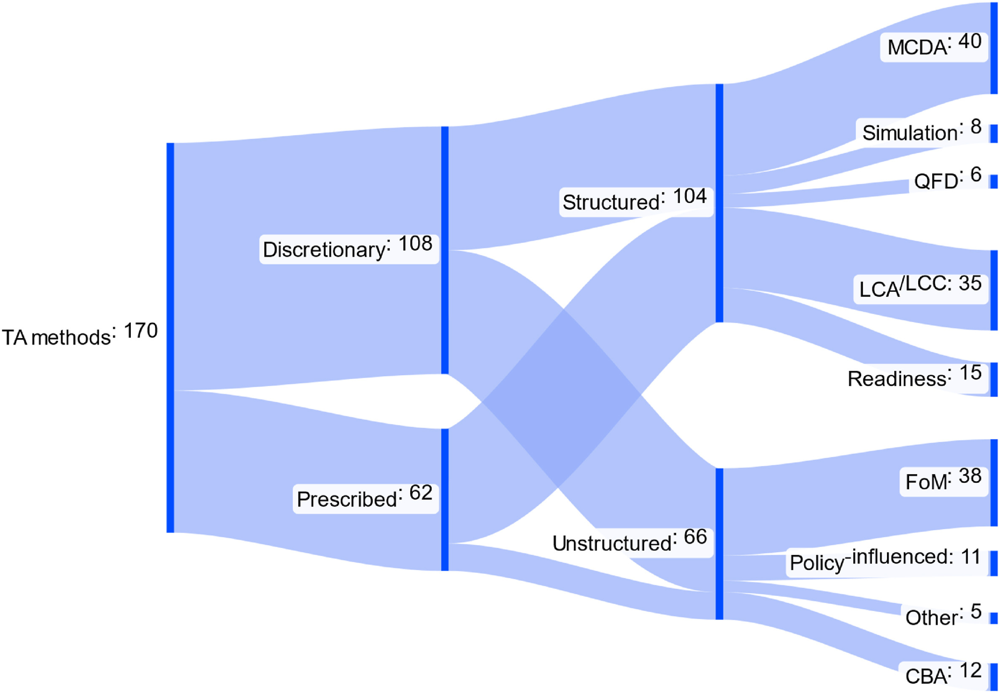 TA methods: 170
Discretionary: 108
Prescribed: 62
Structured: 104
Unstructured: 66
MCDA: 40
Simulation: 8
QFD: 6
LCA/LCC: 35
Readiness: 15
FoM: 38
Policy-influenced: 11
Other: 5
CBA: 12